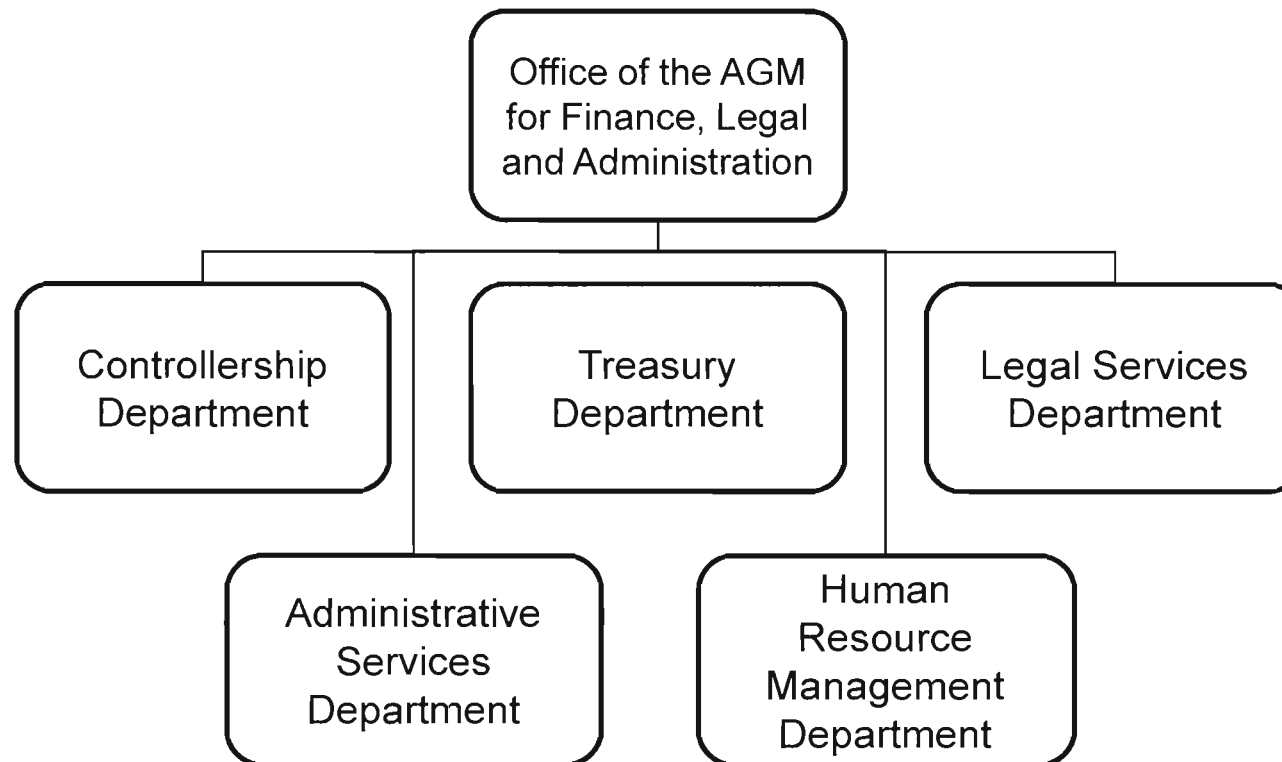 Office of the AGM
for Finance, Legal
and Administration
Controllership
Department
Treasury
Department
Legal Services
Department
Administrative
Services
Department
Human
Resource
Management
Department